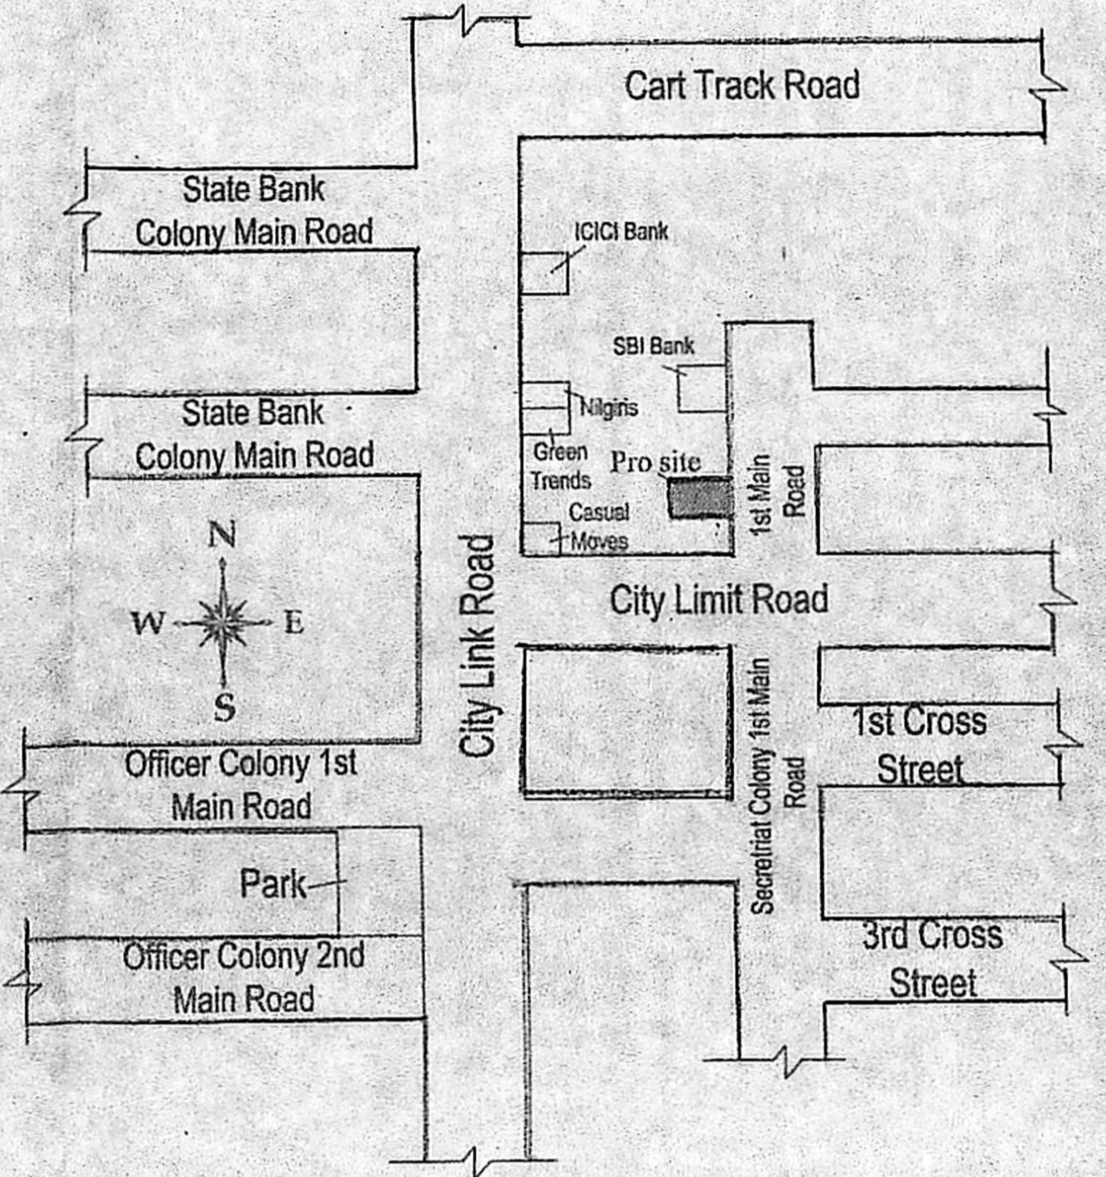 Cart Track Road
State Bank
Colony Main Road
ICICI Bank
SBI Bank
Nilgiris
State Bank
Colony Main Road
Green
Trends
Pro site
1st Main
Road
Casual
Moves
N
W E
S
City Link Road
City Limit Road
Secretriat Colony 1st Main
Road
1st Cross
Street
Officer Colony 1st
Main Road
Park
3rd Cross
Street
Officer Colony 2nd
Main Road